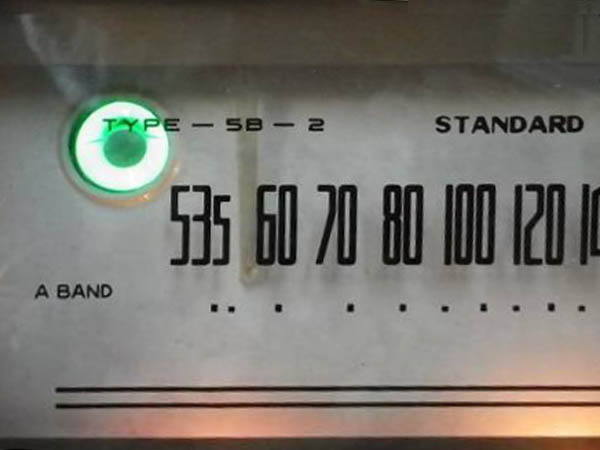 TYPE — 5B — 2 STANDARD
535 60 70 80 100 120
A BAND